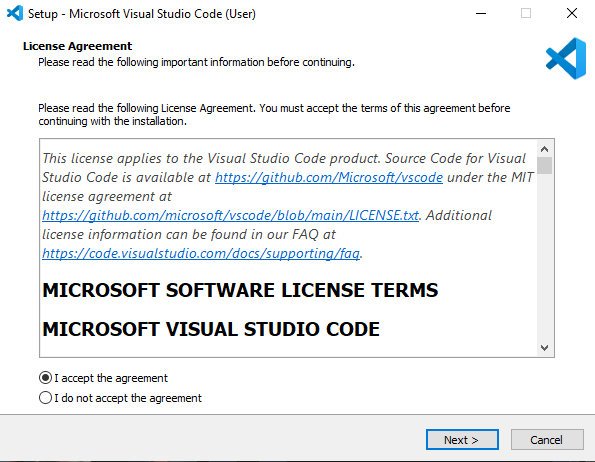 Setup - Microsoft Visual Studio Code (User)
License Agreement
Please read the following important information before continuing.
Please read the following License Agreement. You must accept the terms of this agreement before
continuing with the installation.
This license applies to the Visual Studio Code product. Source Code for Visual
Studio Code is available at https://github.com/Microsoft/vscode under the MIT
license agreement at
https://github.com/microsoft/vscode/blob/main/LICENSE.txt. Additional
license information can be found in our FAQ at
https://code.visualstudio.com/docs/supporting/faq.
MICROSOFT SOFTWARE LICENSE TERMS
MICROSOFT VISUAL STUDIO CODE
I accept the agreement
I do not accept the agreement
Next >
Cancel